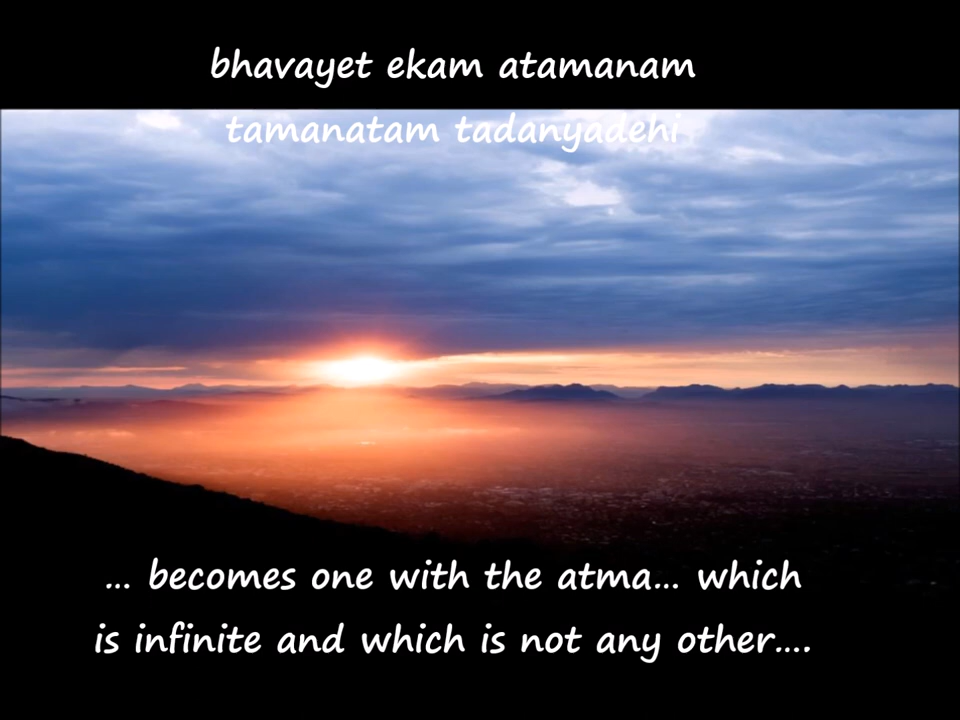 bhavayet ekam atamanam
tamanatam tadanyadehi
... becomes one with the atma... which
is infinite and which is not any other....